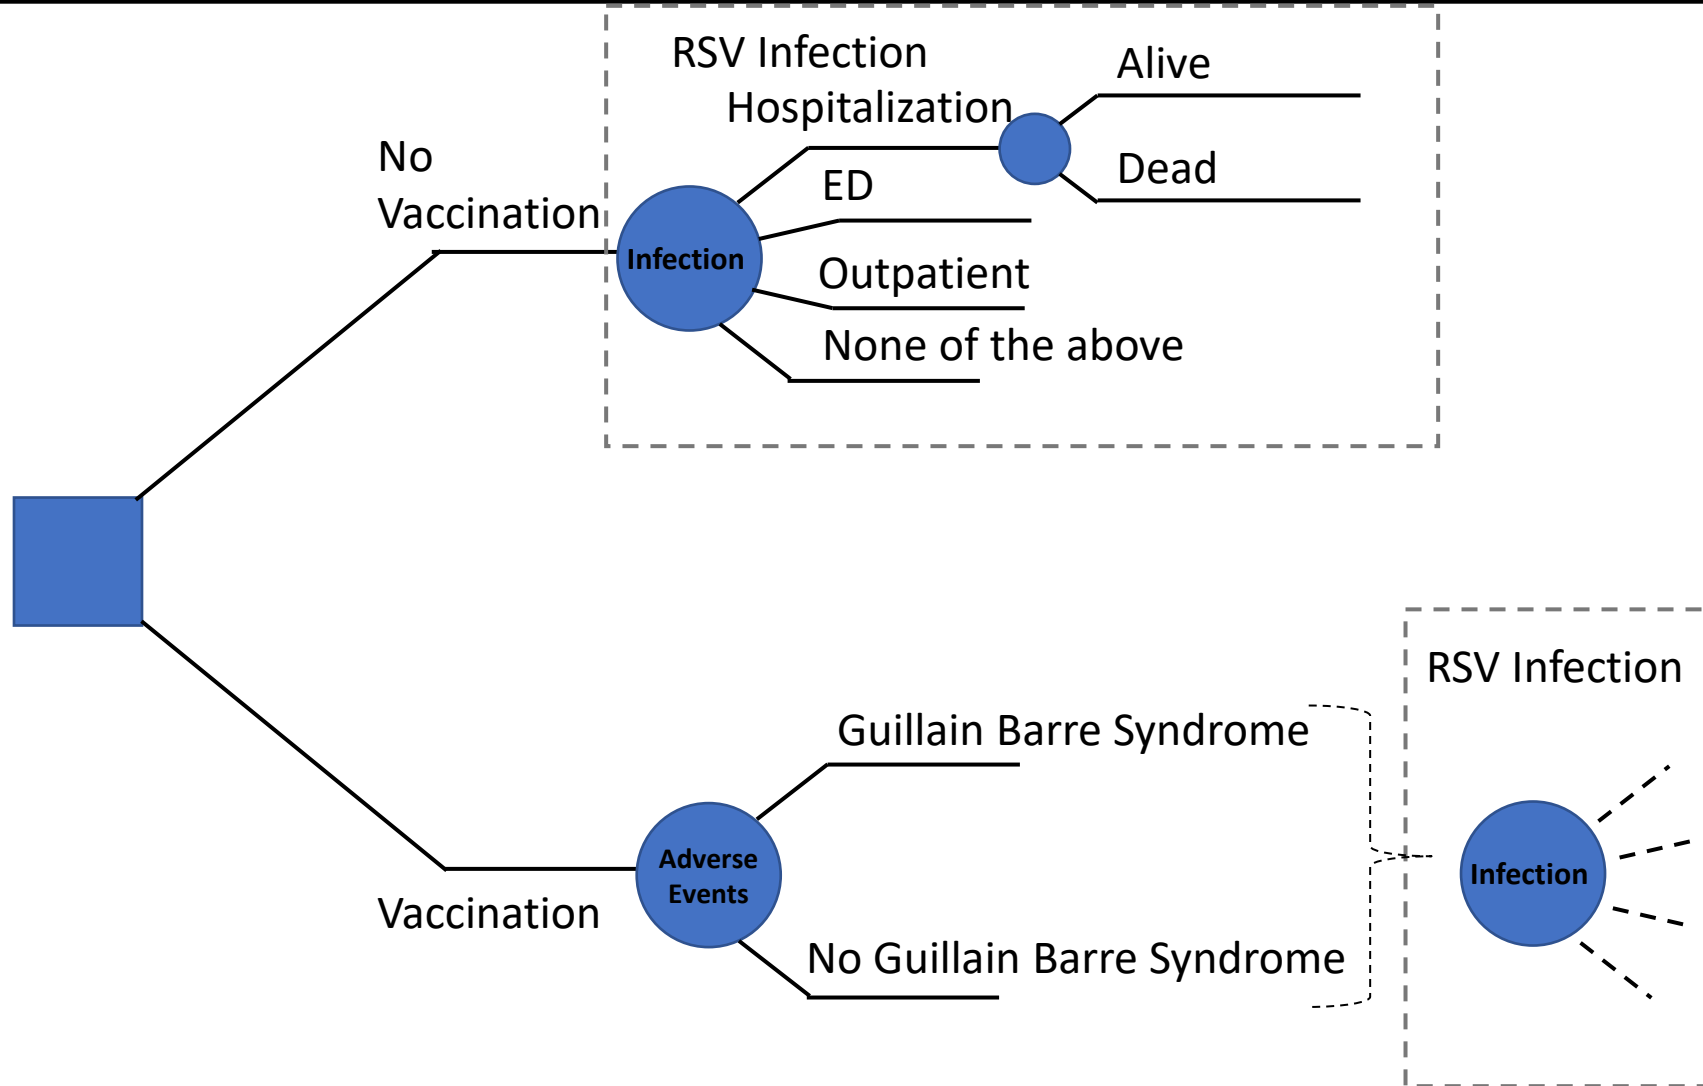 RSV Infection
Hospitalization
Alive
Dead
No
Vaccination
ED
Infection
Outpatient
None of the above
RSV Infection
Guillain Barre Syndrome
Adverse
Events
Infection
Vaccination
No Guillain Barre Syndrome